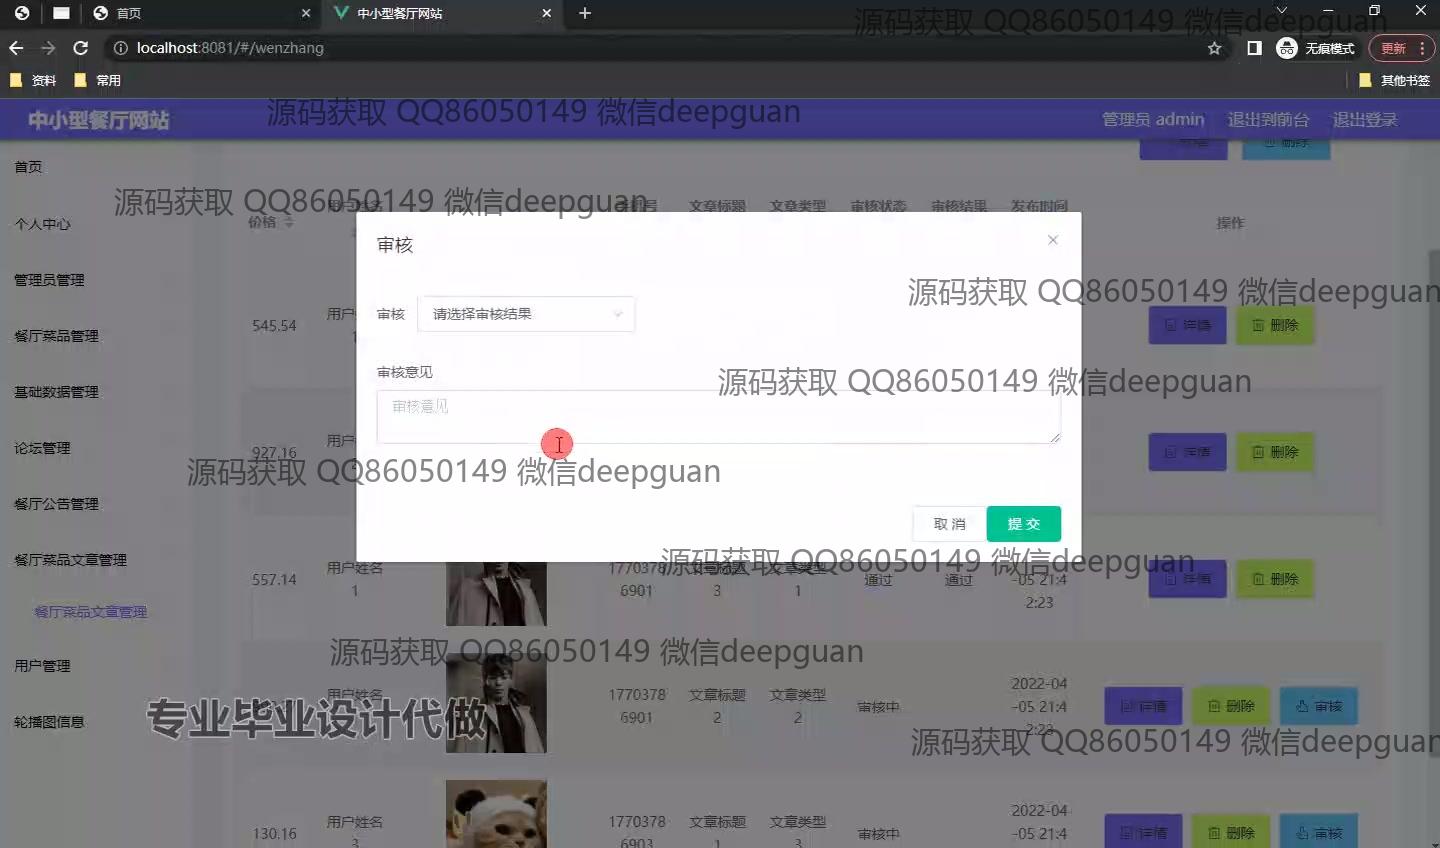 首页
中小型餐厅网站
源码获取 QQ86050149 微信deepguan
localhost:8081/#/wenzhang
无痕模式
更新
资料
常用
其他书签
中小型餐厅网站
源码获取 QQ86050149 微信deepguan
管理员 admin
退出到前台
退出登录
首页
个人中心
管理员管理
餐厅菜品管理
基础数据管理
论坛管理
餐厅公告管理
餐厅菜品文章管理
餐厅菜品文章管理
用户管理
轮播图信息
删除
源码获取 QQ86050149 微信deepguan
价格
用户姓名
文章标题
文章类型
审核状态
审核结果
发布时间
操作
审核
源码获取 QQ86050149 微信deepguan
审核
请选择审核结果
545.54
详情
删除
审核意见
审核意见
源码获取 QQ86050149 微信deepguan
927.16
详情
删除
源码获取 QQ86050149 微信deepguan
取消
提交
源码获取 QQ86050149 微信deepguan
557.14
用户姓名
1
1770378
6901
文章标题
3
文章类型
1
通过
通过
-05 21:4
2:23
详情
删除
源码获取 QQ86050149 微信deepguan
用户姓名
1770378
6901
文章标题
2
文章类型
2
审核中
2022-04
-05 21:4
2:23
详情
删除
审核
专业毕业设计代做
源码获取 QQ86050149 微信deepguan
130.16
用户姓名
3
1770378
6903
文章标题
1
文章类型
3
审核中
2022-04
-05 21:4
详情
删除
审核